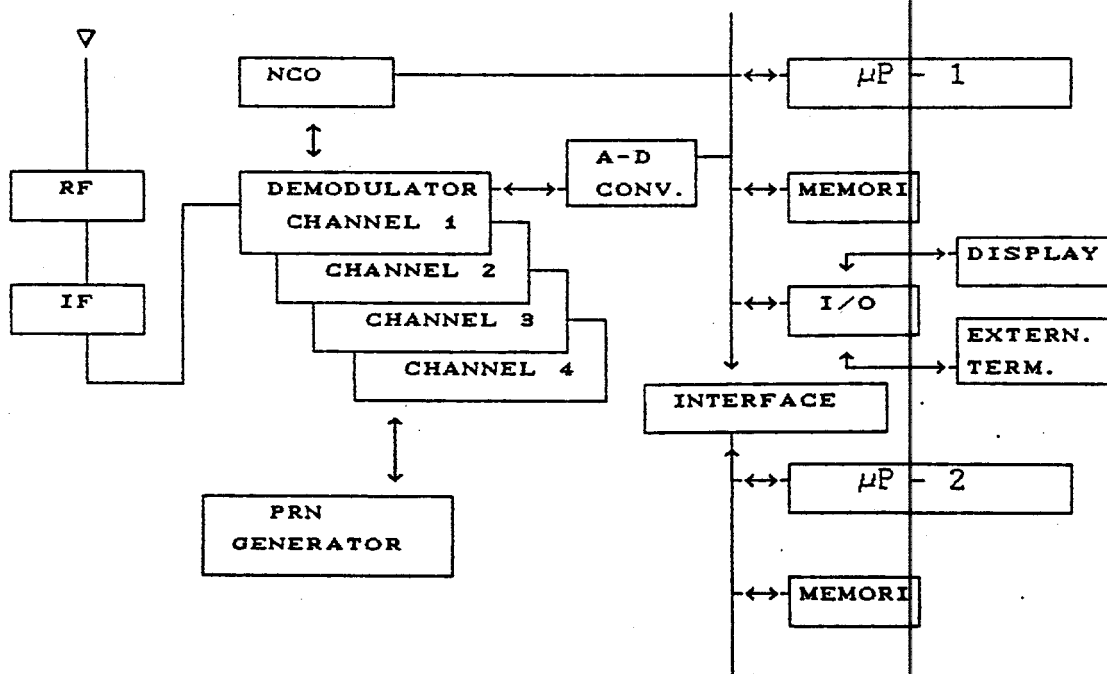 NCO
µP - 1
A-D
CONV.
RF
DEMODULATOR
CHANNEL 1
MEMORI
CHANNEL 2
DISPLAY
IF
I/O
CHANNEL 3
EXTERN.
TERM.
CHANNEL 4
INTERFACE
µP - 2
PRN
GENERATOR
MEMORI